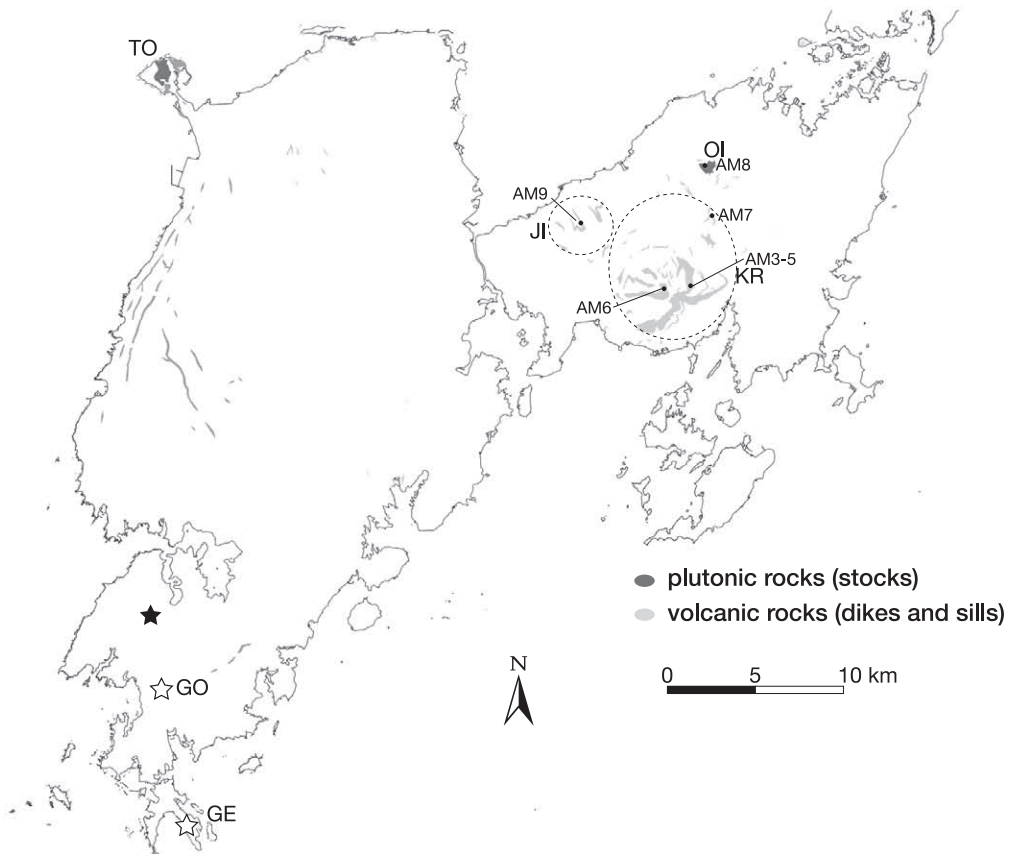 TO
OI
AM8
AM9
AM7
JI
AM3-5
KR
AM6
plutonic rocks (stocks)
volcanic rocks (dikes and sills)
N
0 5 10 km
GO
GE